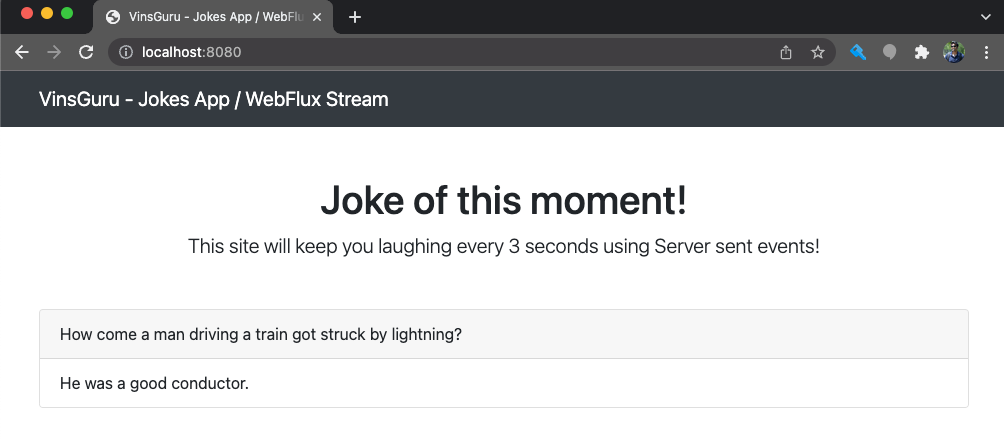 VinsGuru - Jokes App / WebFlu
localhost:8080
VinsGuru - Jokes App / WebFlux Stream
Joke of this moment!
This site will keep you laughing every 3 seconds using Server sent events!
How come a man driving a train got struck by lightning?
He was a good conductor.